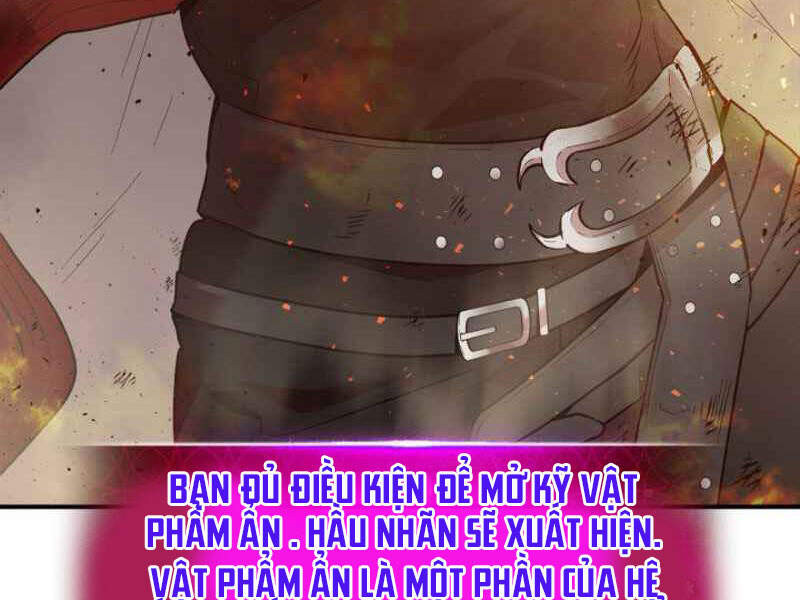 BẠN ĐỦ ĐIỀU KIỆN ĐỂ MỞ KỸ VẬT
PHẨM ẨN . HẦU NHÃN SẼ XUẤT HIỆN.
VẬT PHẨM ẨN LÀ MỘT PHẦN CỦA HỆ